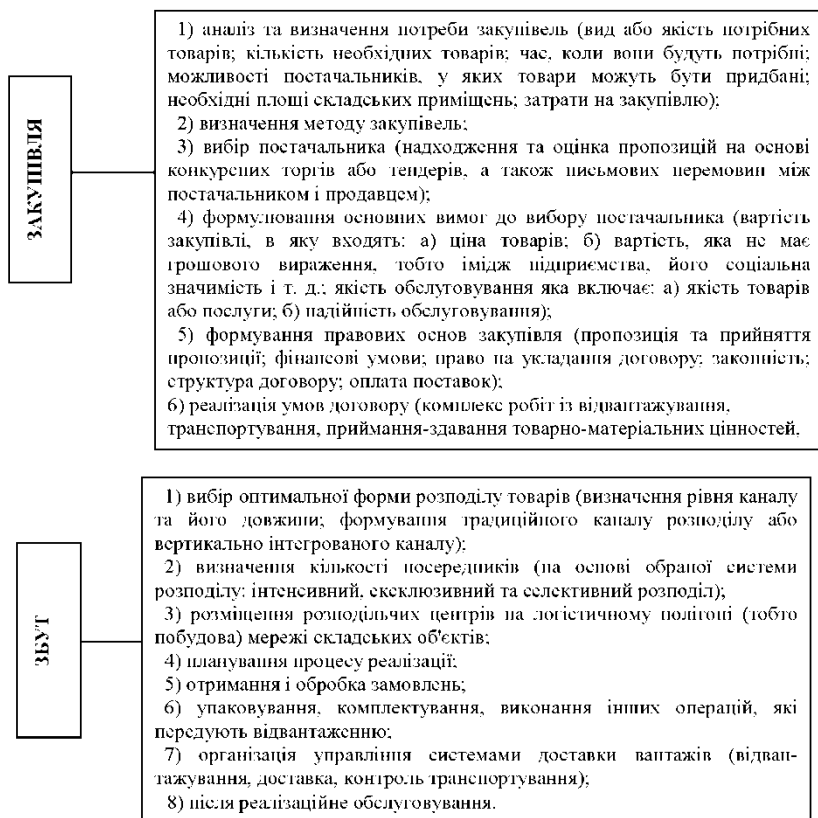 ЗАКУПІВЛЯ
1) аналіз та визначення потреби закупівель (вид або якість потрібних
товарів; кількість необхідних товарів; час, коли вони будуть потрібні;
можливості постачальників, у яких товари можуть бути придбані;
необхідні площі складських приміщень; затрати на закупівлю);
2) визначення методу закупівель;
3) вибір постачальника (надходження та оцінка пропозицій на основі
конкурсних торгів або тендерів, а також письмових перемовин між
постачальником і продавцем);
4) формулювання основних вимог до вибору постачальника (вартість
закупівлі, в яку входять: а) ціна товарів; б) вартість, яка не має
грошового вираження, тобто імідж підприємства, його соціальна
значимість і т. д.; якість обслуговування яка включає: а) якість товарів
або послуги; б) надійність обслуговування);
5) формування правових основ закупівля (пропозиція та прийняття
пропозиції; фінансові умови; право на укладання договору; законність;
структура договору; оплата поставок);
6) реалізація умов договору (комплекс робіт із відвантажування,
транспортування, приймання-здавання товарно-матеріальних цінностей,
ЗБУТ
1) вибір оптимальної форми розподілу товарів (визначення рівня каналу
та його довжини; формування традиційного каналу розподілу або
вертикально інтегрованого каналу);
2) визначення кількості посередників (на основі обраної системи
розподілу: інтенсивний, ексклюзивний та селективний розподіл);
3) розміщення розподільчих центрів на логістичному полігоні (тобто
побудова) мережі складських об'єктів;
4) планування процесу реалізації;
5) отримання і обробка замовлень;
6) упаковування, комплектування, виконання інших операцій, які
передують відвантаженню;
7) організація управління системами доставки вантажів (відван-
тажування, доставка, контроль транспортування);
8) після реалізаційне обслуговування.